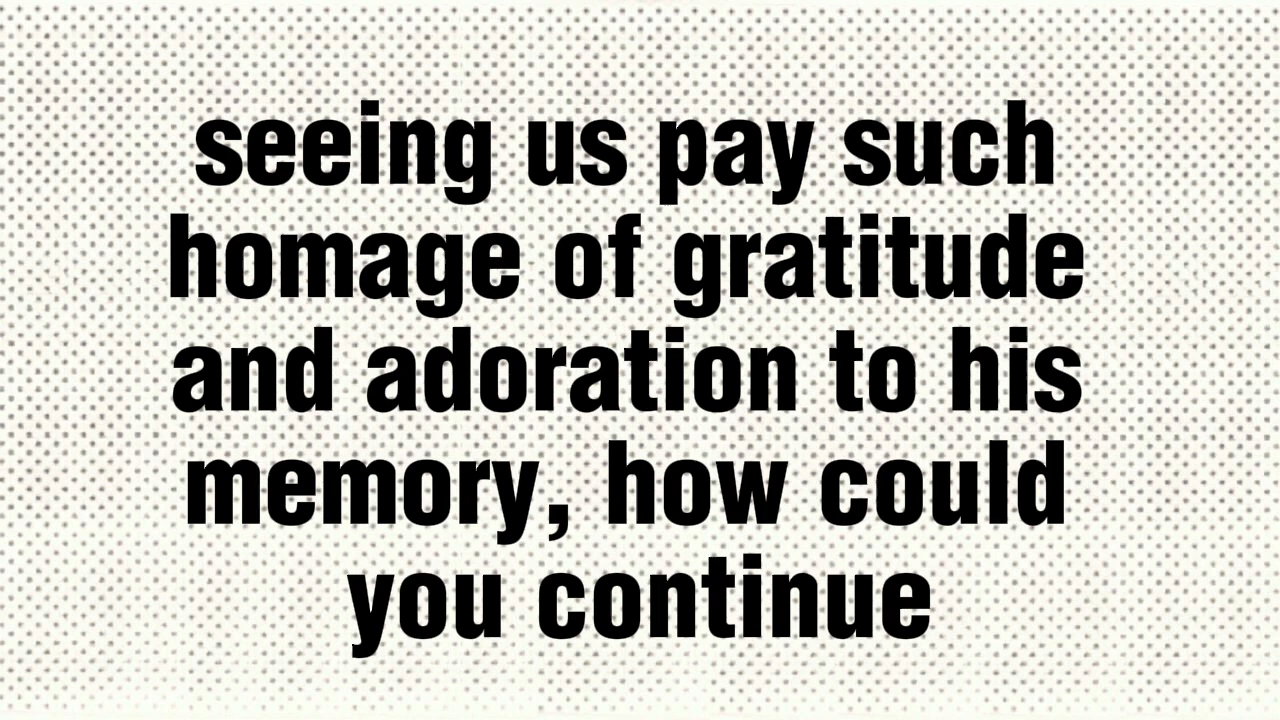 seeing us pay such
homage of gratitude
and adoration to his
memory, how could
you continue